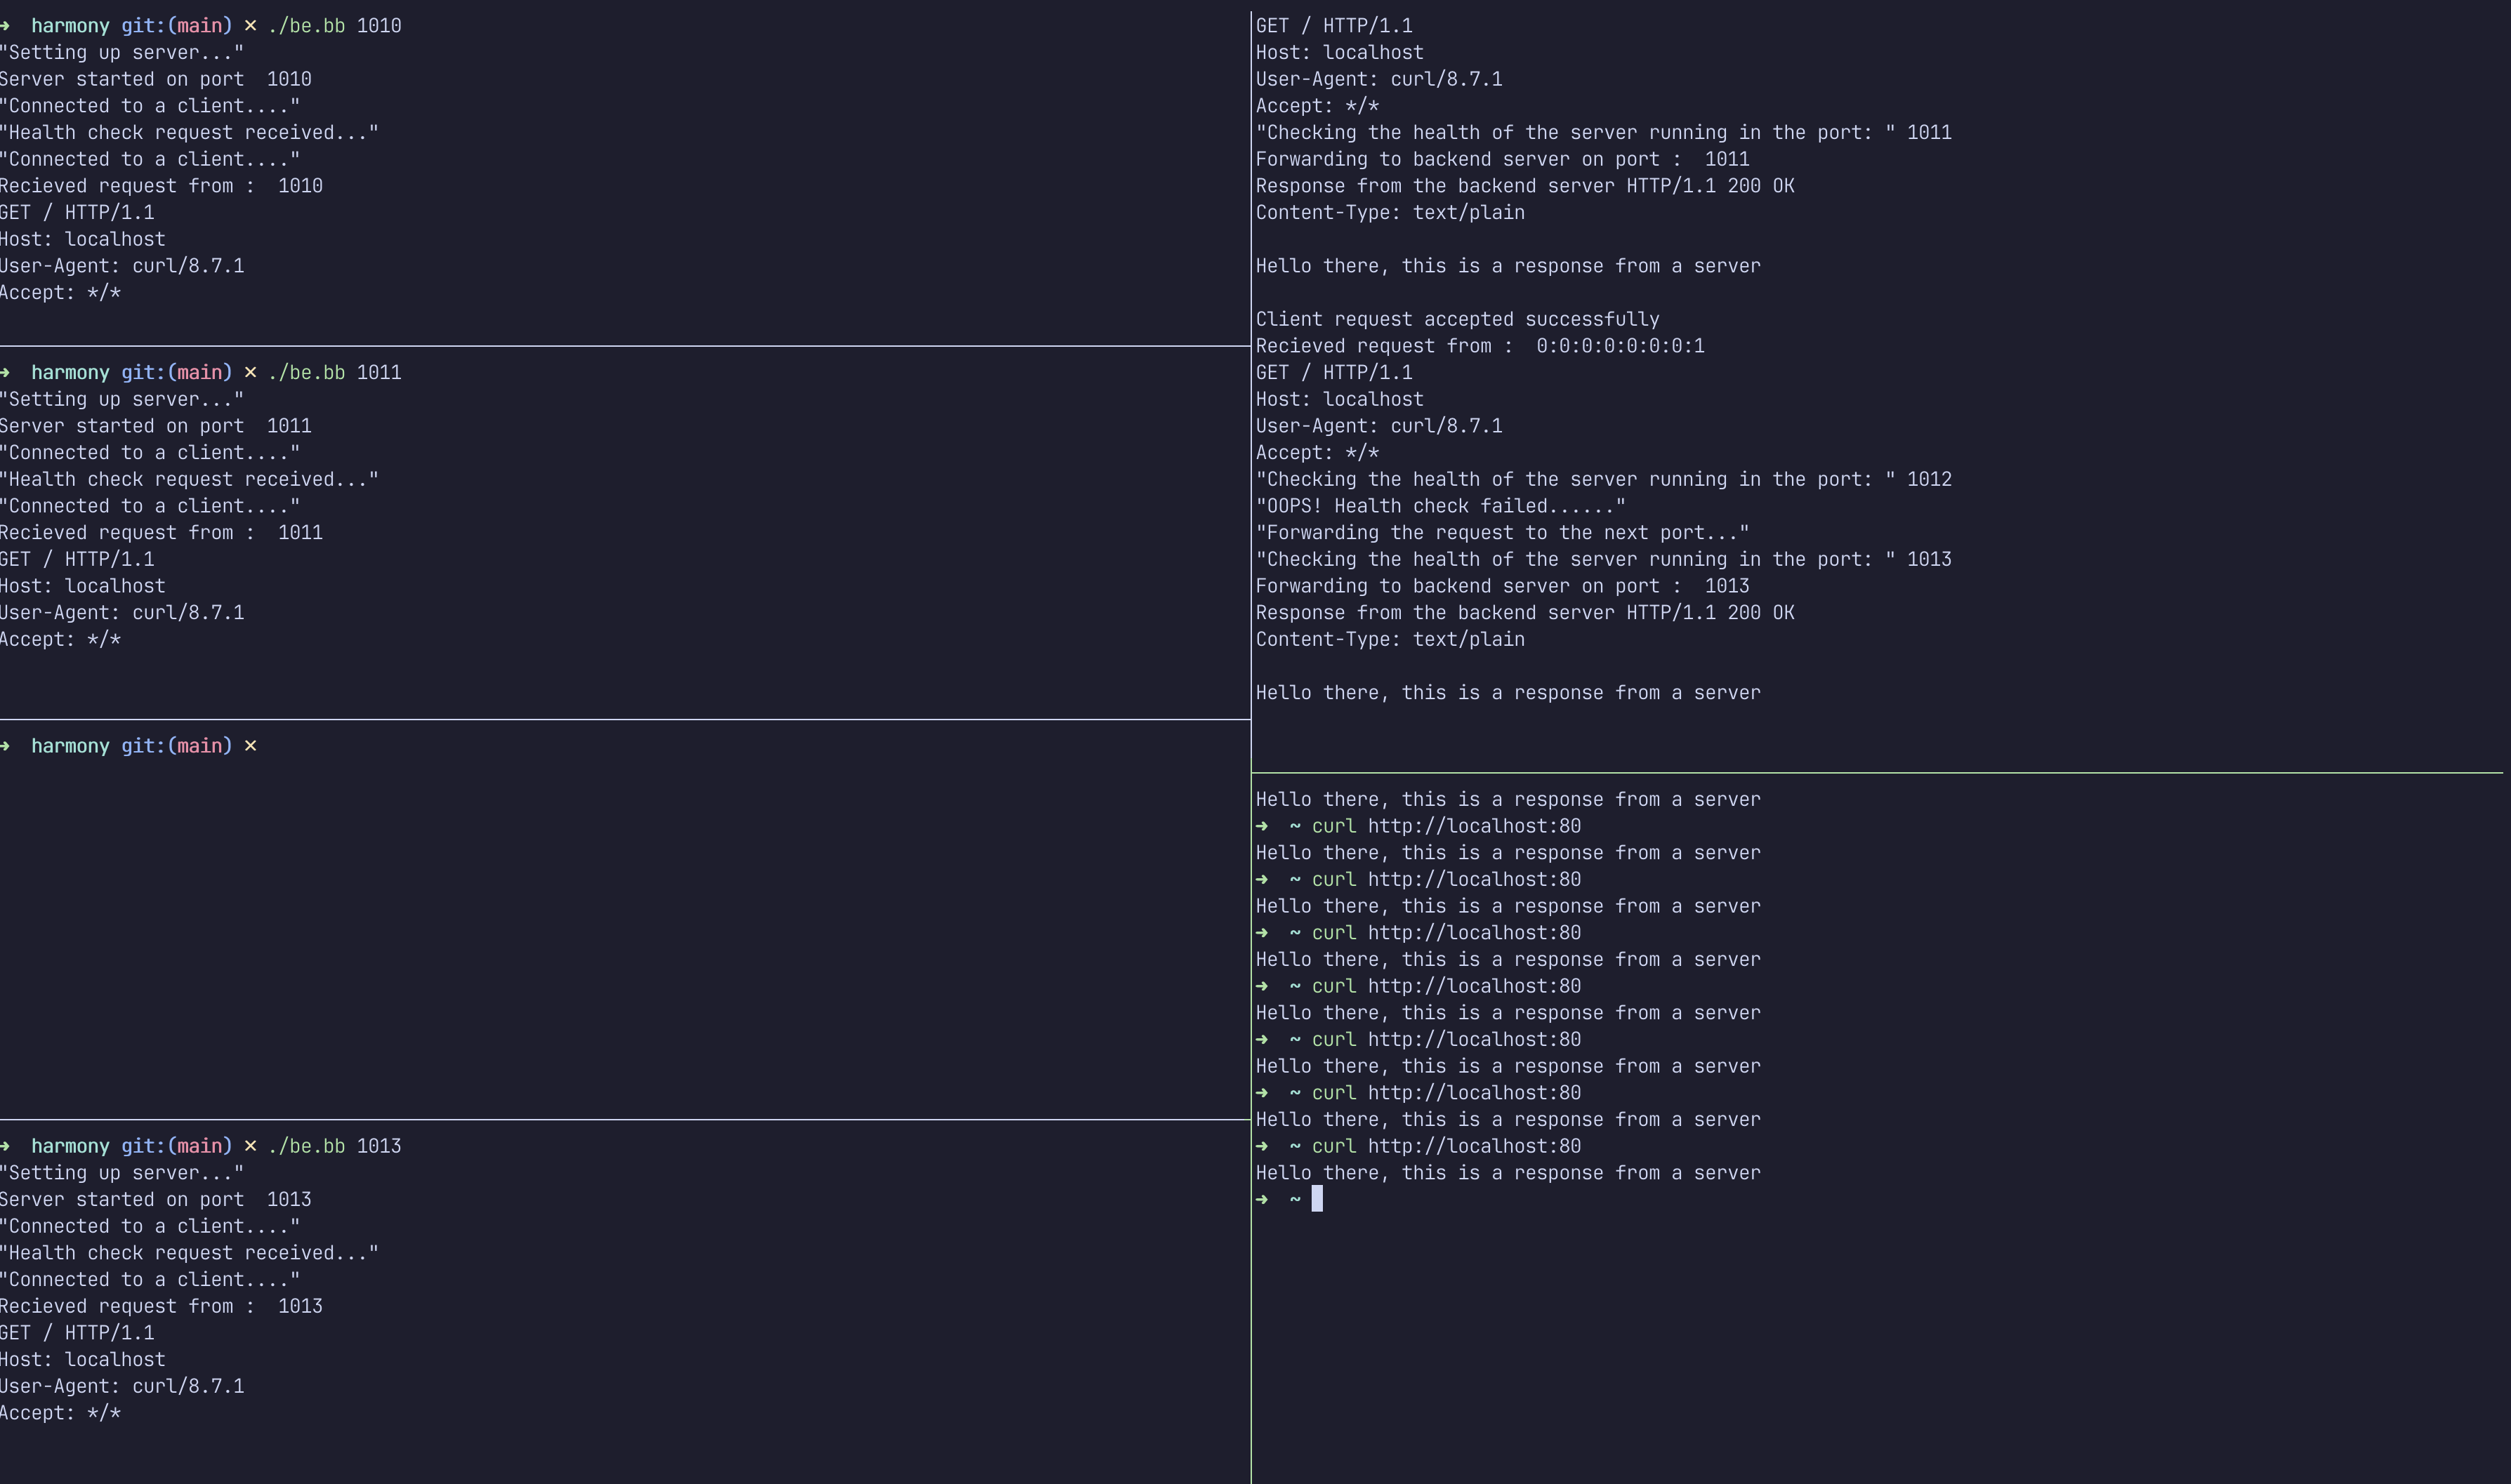 ➜  harmony git:(main) ✕ ./be.bb 1010
"Setting up server..."
Server started on port  1010
"Connected to a client...."
"Health check request received..."
"Connected to a client...."
Recieved request from :  1010
GET / HTTP/1.1
Host: localhost
User-Agent: curl/8.7.1
Accept: */*
➜  harmony git:(main) ✕ ./be.bb 1011
"Setting up server..."
Server started on port  1011
"Connected to a client...."
"Health check request received..."
"Connected to a client...."
Recieved request from :  1011
GET / HTTP/1.1
Host: localhost
User-Agent: curl/8.7.1
Accept: */*
➜  harmony git:(main) ✕
➜  harmony git:(main) ✕ ./be.bb 1013
"Setting up server..."
Server started on port  1013
"Connected to a client...."
"Health check request received..."
"Connected to a client...."
Recieved request from :  1013
GET / HTTP/1.1
Host: localhost
User-Agent: curl/8.7.1
Accept: */*
GET / HTTP/1.1
Host: localhost
User-Agent: curl/8.7.1
Accept: */*
"Checking the health of the server running in the port: " 1011
Forwarding to backend server on port :  1011
Response from the backend server HTTP/1.1 200 OK
Content-Type: text/plain
Hello there, this is a response from a server
Client request accepted successfully
Recieved request from :  0:0:0:0:0:0:0:1
GET / HTTP/1.1
Host: localhost
User-Agent: curl/8.7.1
Accept: */*
"Checking the health of the server running in the port: " 1012
"OOPS! Health check failed......"
"Forwarding the request to the next port..."
"Checking the health of the server running in the port: " 1013
Forwarding to backend server on port :  1013
Response from the backend server HTTP/1.1 200 OK
Content-Type: text/plain
Hello there, this is a response from a server
Hello there, this is a response from a server
➜  ~ curl http://localhost:80
Hello there, this is a response from a server
➜  ~ curl http://localhost:80
Hello there, this is a response from a server
➜  ~ curl http://localhost:80
Hello there, this is a response from a server
➜  ~ curl http://localhost:80
Hello there, this is a response from a server
➜  ~ curl http://localhost:80
Hello there, this is a response from a server
➜  ~ curl http://localhost:80
Hello there, this is a response from a server
➜  ~ curl http://localhost:80
Hello there, this is a response from a server
➜  ~